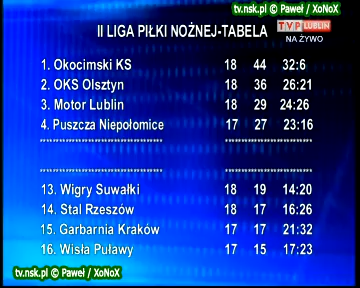 tv.nsk.pl © Paweł / XoNoX
II LIGA PIŁKI NOŻNEJ-TABELA
TVP LUBLIN
NA ŻYWO
1. Okocimski KS 18 44 32:6
2. OKS Olsztyn 18 36 26:21
3. Motor Lublin 18 29 24:26
4. Puszcza Niepołomice 17 27 23:16
13. Wigry Suwałki 18 19 14:20
14. Stal Rzeszów 18 17 16:26
15. Garbarnia Kraków 17 17 21:32
16. Wisła Puławy 17 15 17:23
tv.nsk.pl © Paweł / XoNoX